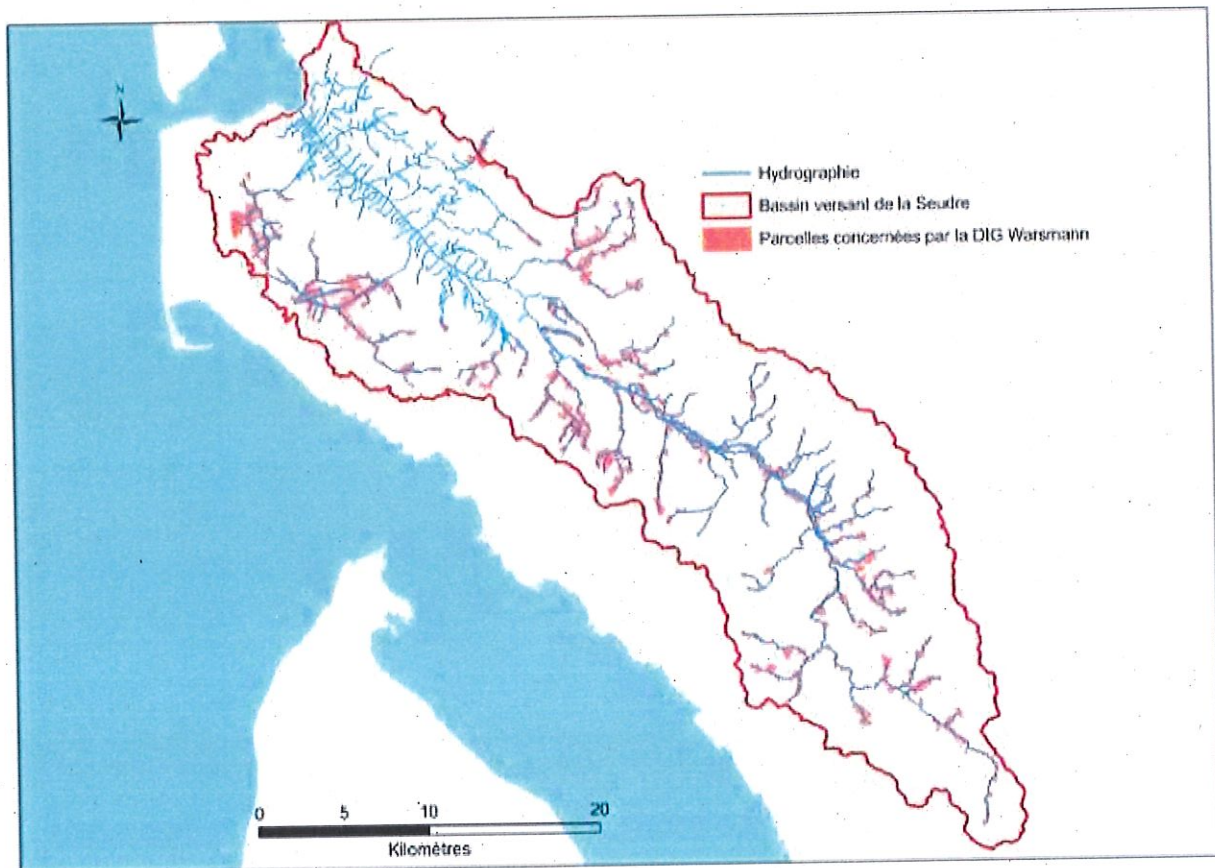 N
Hydrographie
Bassin versant de la Seudre
Parcelles concernées par la DIG Warsmann
0 5 10 20
Kilomètres